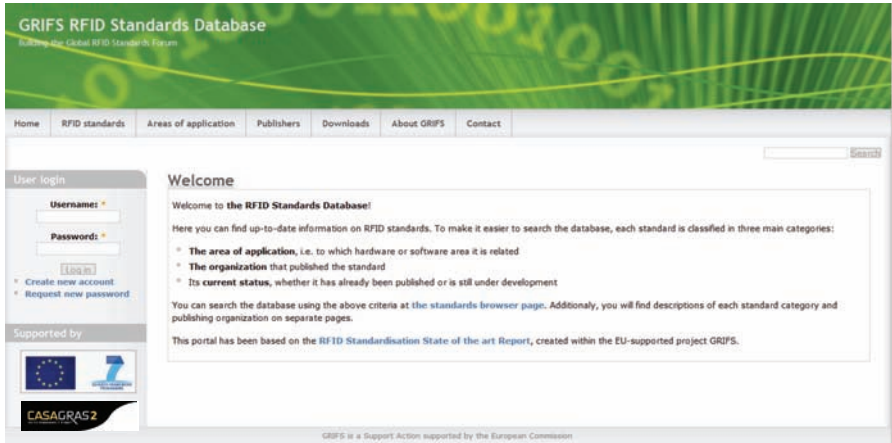 GRIFS RFID Standards Database
Building the Global RFID Standards Forum
Home RFID standards Areas of application Publishers Downloads About GRIFS Contact
Search
User login
Username: *
Password: *
Log in
Create new account
Request new password
Supported by
CASAGRAS2
Welcome
Welcome to the RFID Standards Database!
Here you can find up-to-date information on RFID standards. To make it easier to search the database, each standard is classified in three main categories:
The area of application, i.e. to which hardware or software area it is related
The organization that published the standard
Its current status, whether it has already been published or is still under development
You can search the database using the above criteria at the standards browser page. Additionaly, you will find descriptions of each standard category and
publishing organization on separate pages.
This portal has been based on the RFID Standardisation State of the art Report, created within the EU-supported project GRIFS.
GRIFS is a Support Action supported by the European Commission